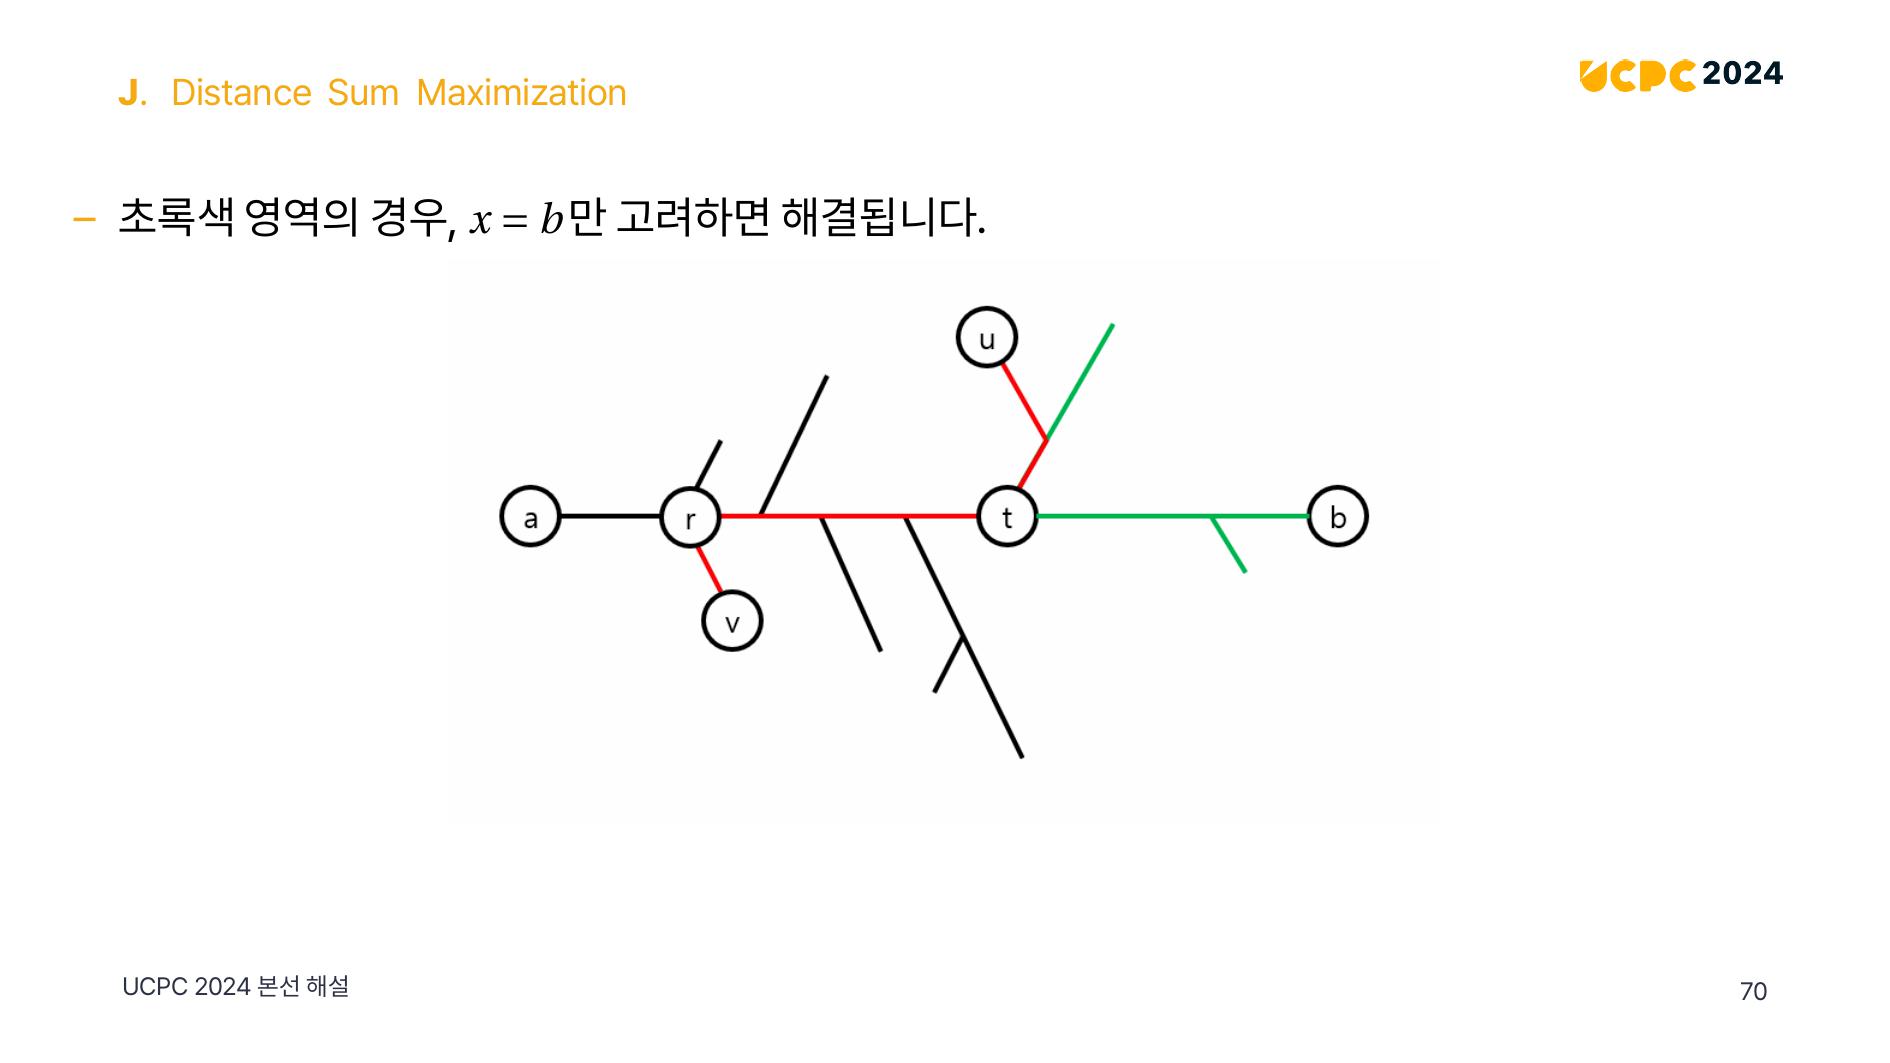 J. Distance Sum Maximization
UCPC 2024
– 초록색 영역의 경우, x = b만 고려하면 해결됩니다.
u
a
r
t
b
v
UCPC 2024 본선 해설
70